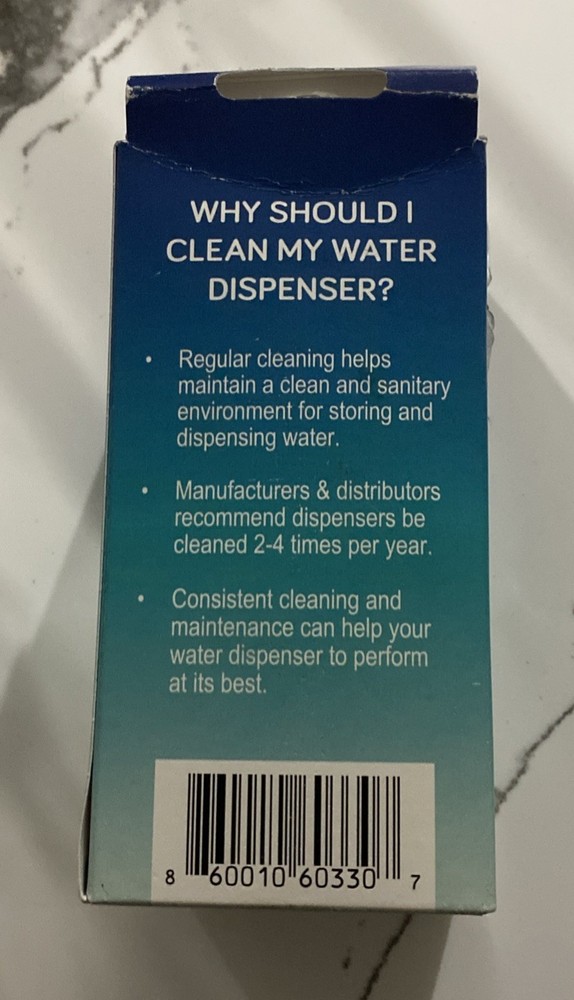 WHY SHOULD I
CLEAN MY WATER
DISPENSER?
• Regular cleaning helps
maintain a clean and sanitary
environment for storing and
dispensing water.
• Manufacturers & distributors
recommend dispensers be
cleaned 2-4 times per year.
• Consistent cleaning and
maintenance can help your
water dispenser to perform
at its best.
8 60010 60330 7